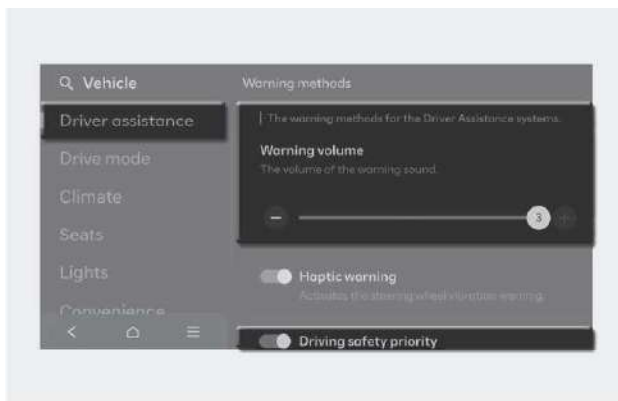 Vehicle
Warning methods
Driver assistance
The warning methods for the Driver Assistance systems.
Drive mode
Warning volume
The volume of the warning sound.
Climate
3
Seats
Lights
Haptic warning
Activates the steering wheel vibration warning.
Convenience
Driving safety priority